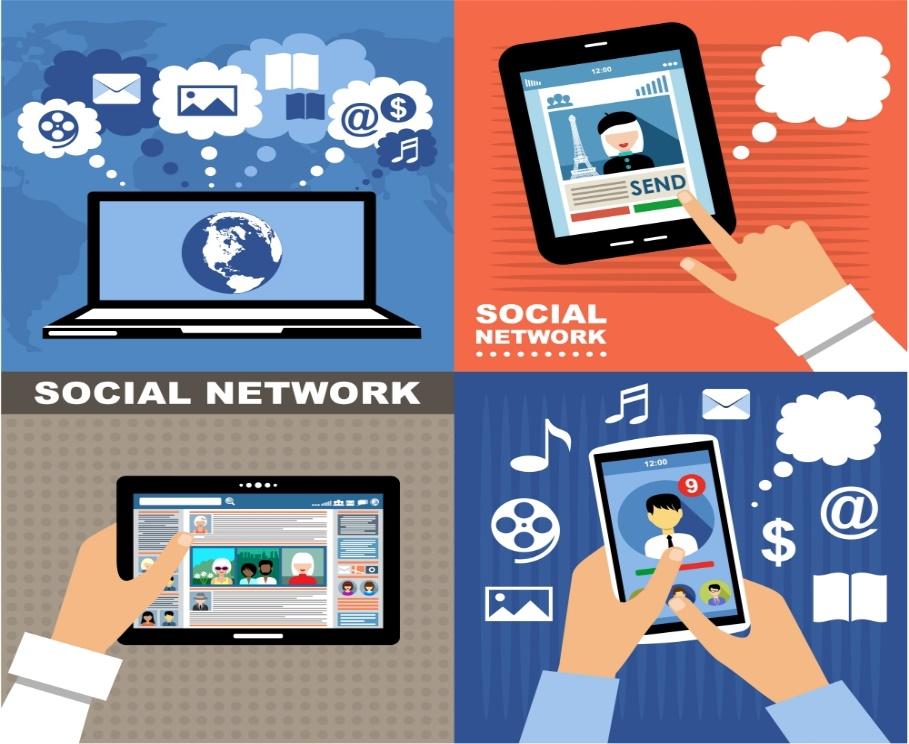 @ $
12:00
SEND
SOCIAL
NETWORK
SOCIAL NETWORK
12:00
9
@
$